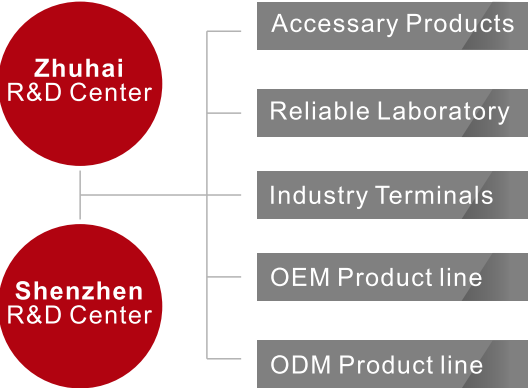 Zhuhai
R&D Center
Shenzhen
R&D Center
Accessary Products
Reliable Laboratory
Industry Terminals
OEM Product line
ODM Product line